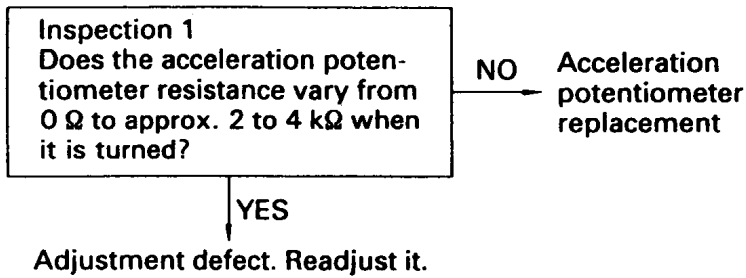 Inspection 1
Does the acceleration poten-
tiometer resistance vary from
0 Ω to approx. 2 to 4 kΩ when
it is turned?
NO
Acceleration
potentiometer
replacement
YES
Adjustment defect. Readjust it.